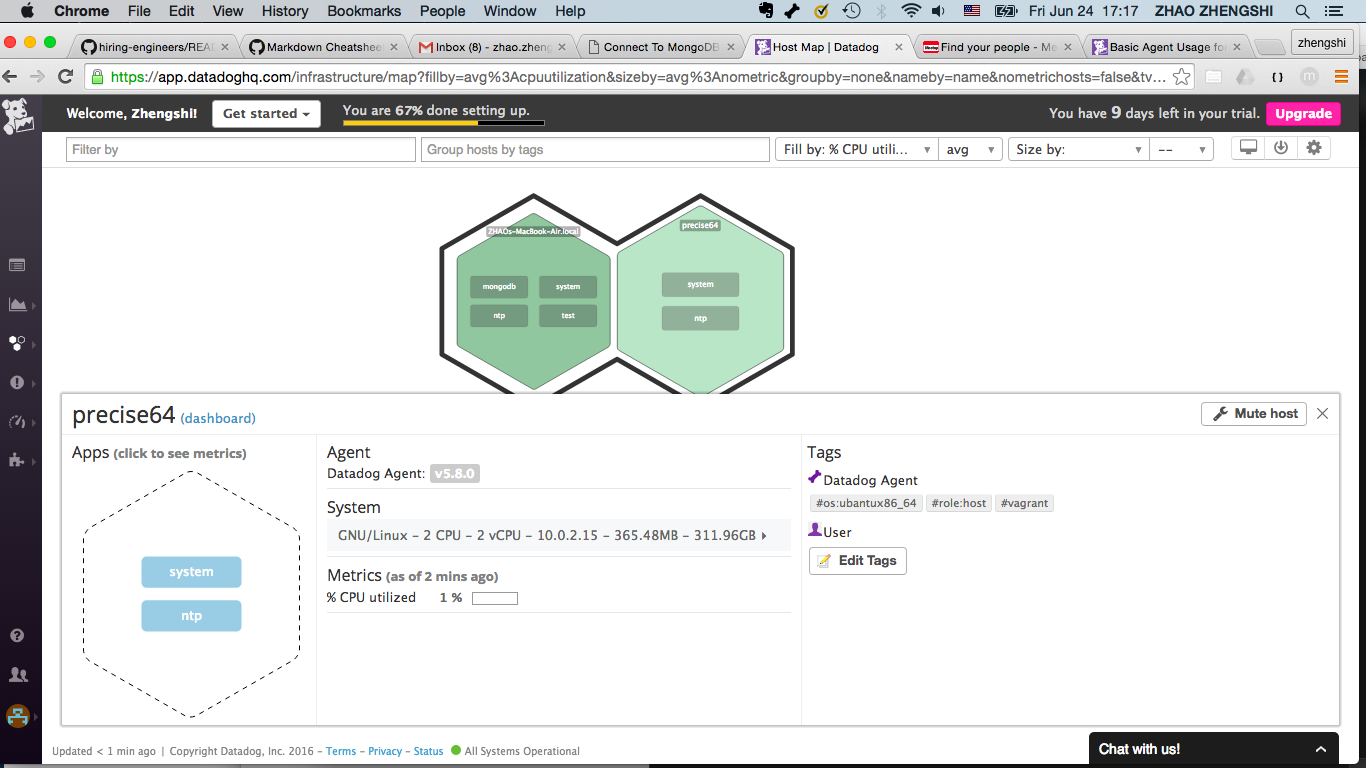 Chrome File Edit View History Bookmarks People Window Help Fri Jun 24 17:17 ZHAO ZHENGSHI
hiring-engineers/REA Markdown Cheatshee Inbox (8) - zhao.zheng Connect To MongoDB Host Map | Datadog Find your people - Me Basic Agent Usage fo zhengshi
https://app.datadoghq.com/infrastructure/map?fillby=avg%3Acpuutilization&sizeby=avg%3Anometric&groupby=none&nameby=name&nometrichosts=false&tv...
Welcome, Zhengshi! Get started You are 67% done setting up. You have 9 days left in your trial. Upgrade
Filter by Group hosts by tags Fill by: % CPU utili... avg Size by: --
ZHAOs-MacBook-Air.local precise64
mongodb system system
ntp test ntp
precise64 (dashboard) Mute host
Apps (click to see metrics)
system
ntp
Agent
Datadog Agent: v5.8.0
System
GNU/Linux - 2 CPU - 2 vCPU - 10.0.2.15 - 365.48MB - 311.96GB
Metrics (as of 2 mins ago)
% CPU utilized 1 %
Tags
Datadog Agent
#os:ubantux86_64 #role:host #vagrant
User
Edit Tags
Updated < 1 min ago | Copyright Datadog, Inc. 2016 - Terms - Privacy - Status All Systems Operational
Chat with us!